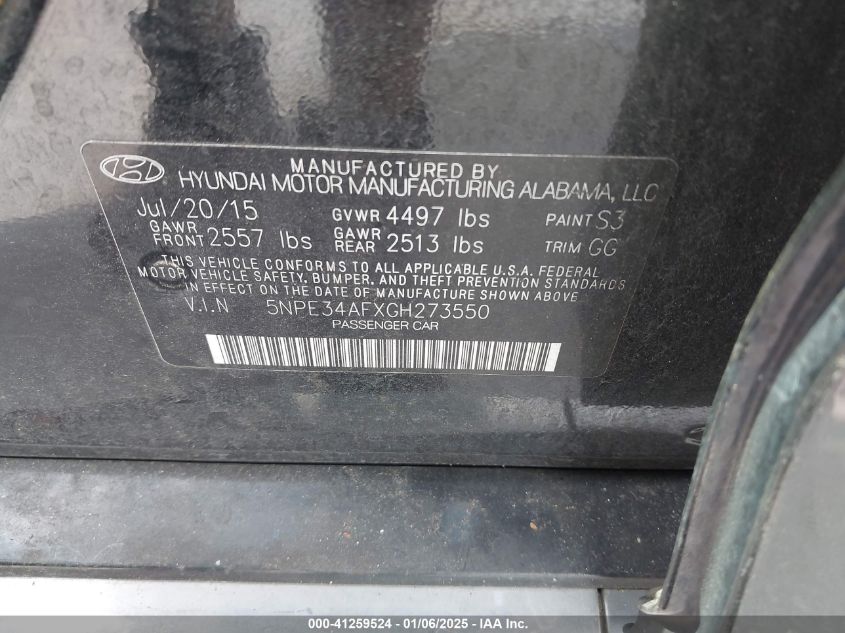 MANUFACTURED BY
HYUNDAI MOTOR MANUFACTURING ALABAMA, LLC
Jul/20/15 GVWR 4497 lbs PAINT S3
GAWR FRONT 2557 lbs GAWR REAR 2513 lbs TRIM GG
THIS VEHICLE CONFORMS TO ALL APPLICABLE U.S.A. FEDERAL
MOTOR VEHICLE SAFETY, BUMPER, AND THEFT PREVENTION STANDARDS
IN EFFECT ON THE DATE OF MANUFACTURE SHOWN ABOVE.
V.I.N 5NPE34AFXGH273550
PASSENGER CAR
000-41259524 - 01/06/2025 - IAA Inc.